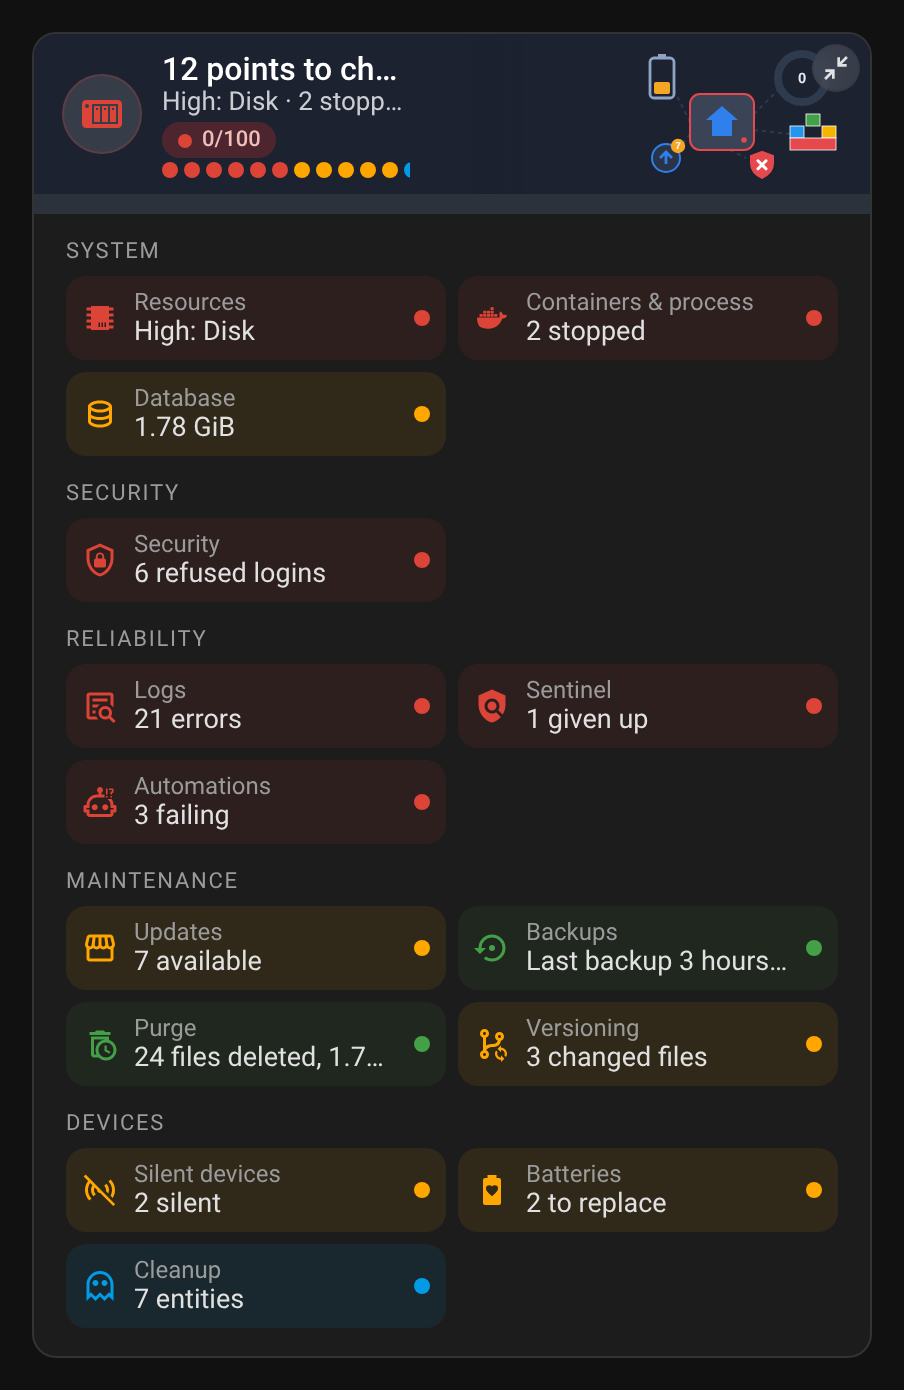 12 points to ch...
High: Disk · 2 stopp...
0/100
0
7
SYSTEM
Resources
High: Disk
Containers & process
2 stopped
Database
1.78 GiB
SECURITY
Security
6 refused logins
RELIABILITY
Logs
21 errors
Sentinel
1 given up
Automations
3 failing
MAINTENANCE
Updates
7 available
Backups
Last backup 3 hours...
Purge
24 files deleted, 1.7...
Versioning
3 changed files
DEVICES
Silent devices
2 silent
Batteries
2 to replace
Cleanup
7 entities